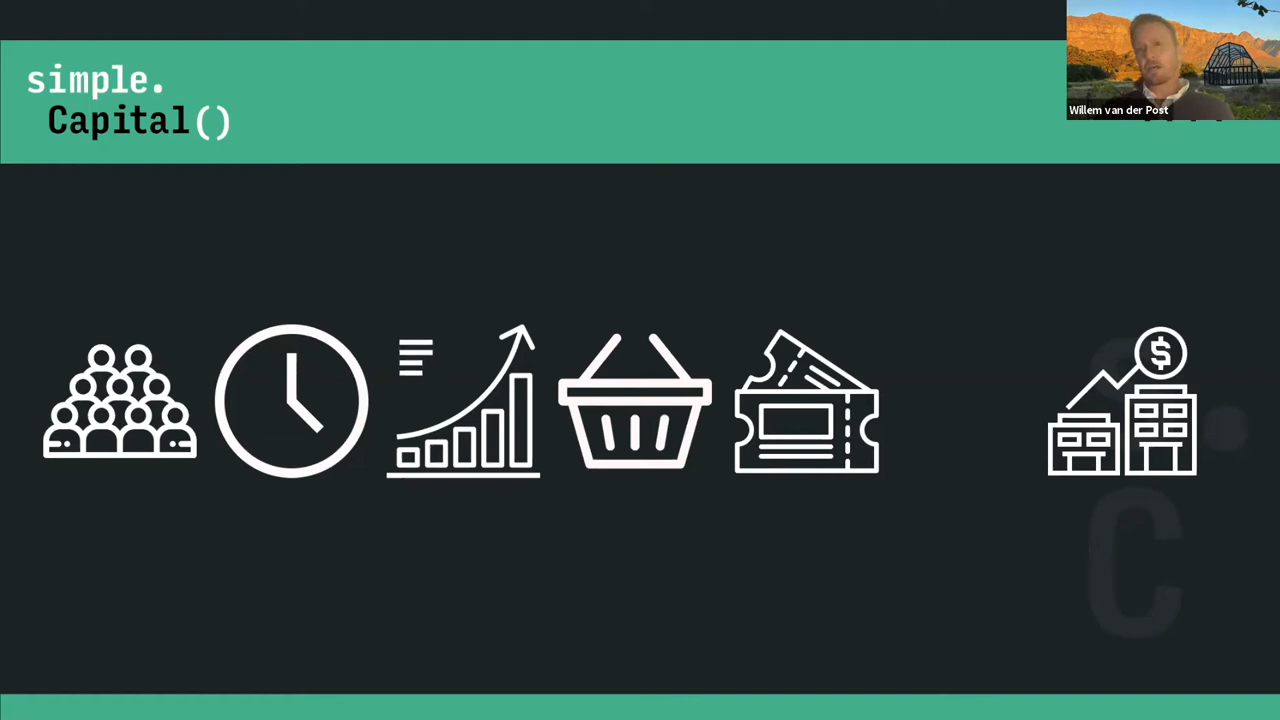 simple.
Capital()
Willem van der Post
$
C